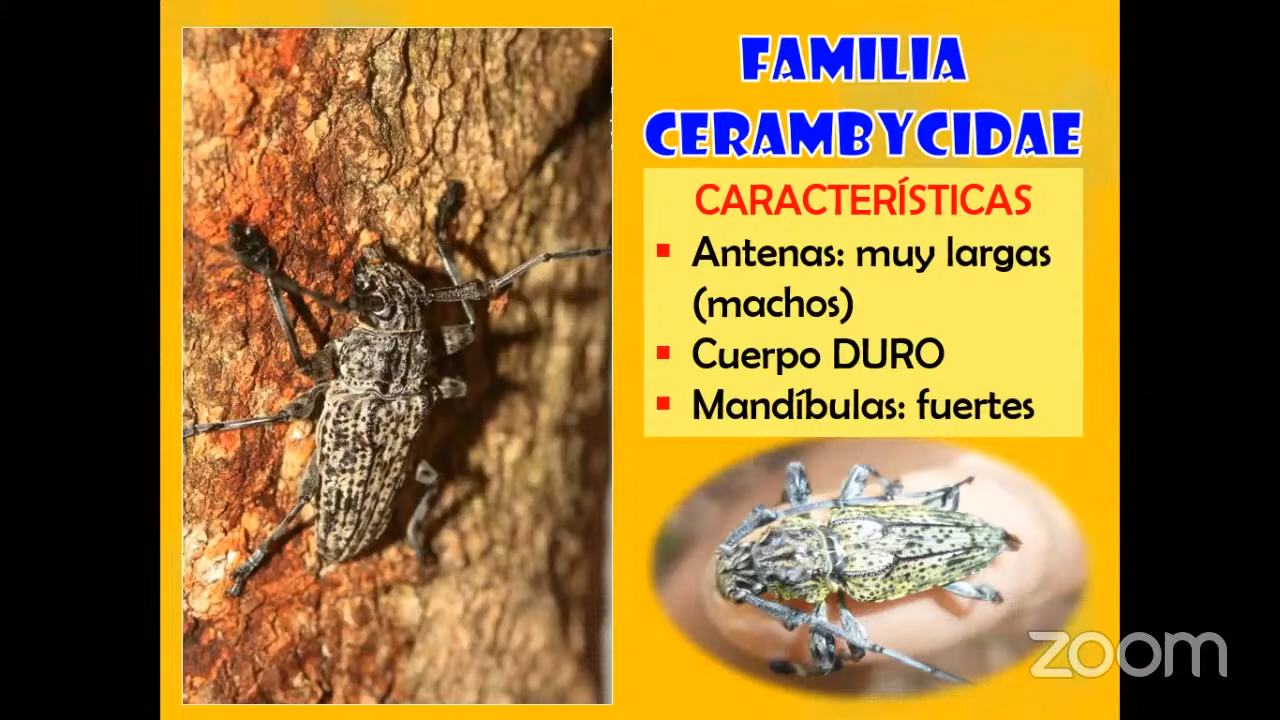 FAMILIA
CERAMBYCIDAE
CARACTERÍSTICAS
▪ Antenas: muy largas
(machos)
▪ Cuerpo DURO
▪ Mandíbulas: fuertes
zoom